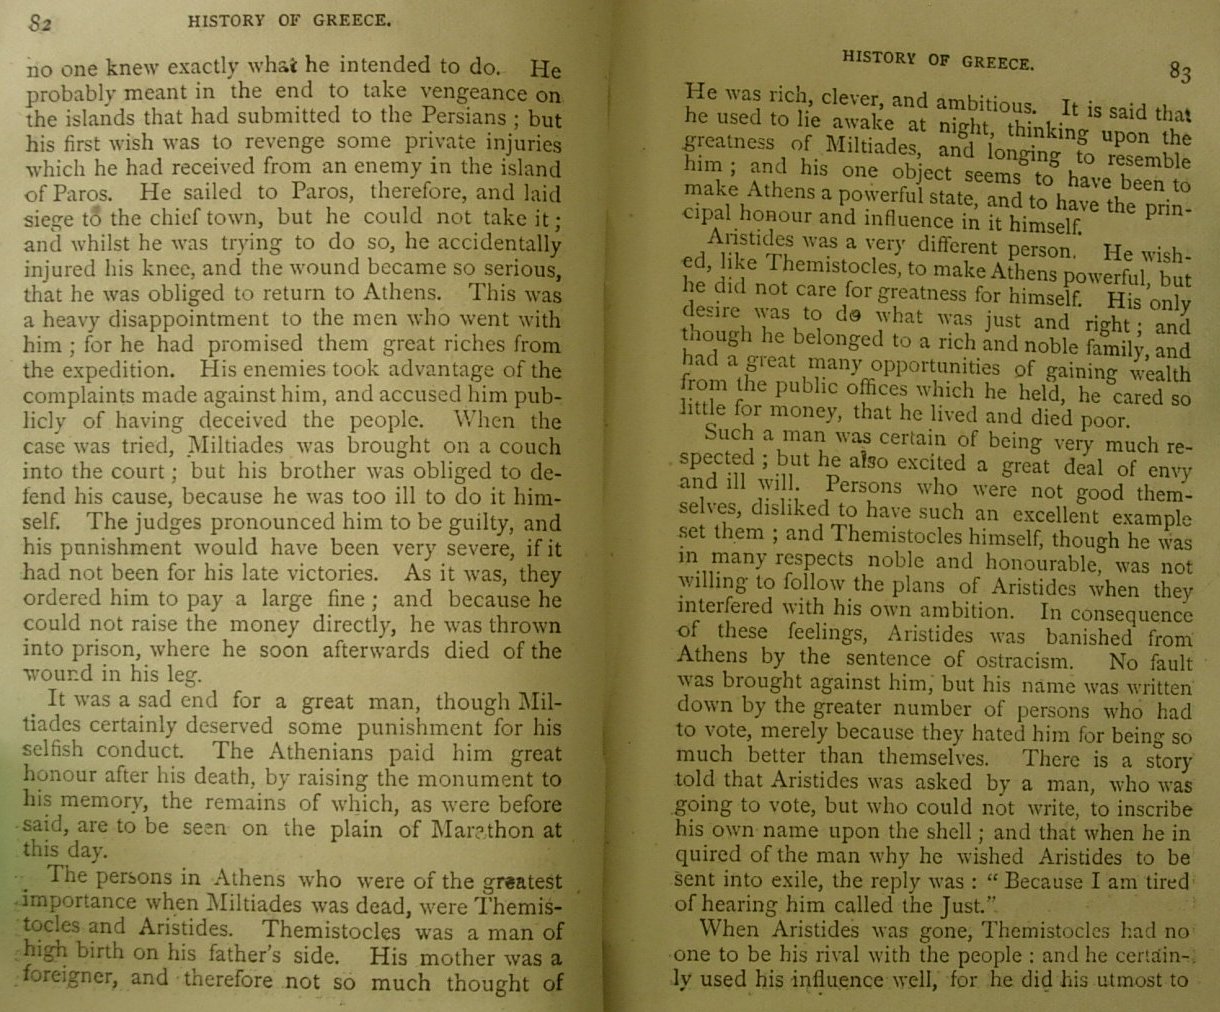 82
HISTORY OF GREECE.
no one knew exactly what he intended to do. He
probably meant in the end to take vengeance on
the islands that had submitted to the Persians ; but
his first wish was to revenge some private injuries
which he had received from an enemy in the island
of Paros. He sailed to Paros, therefore, and laid
siege to the chief town, but he could not take it ;
and whilst he was trying to do so, he accidentally
injured his knee, and the wound became so serious,
that he was obliged to return to Athens. This was
a heavy disappointment to the men who went with
him ; for he had promised them great riches from
the expedition. His enemies took advantage of the
complaints made against him, and accused him pub-
licly of having deceived the people. When the
case was tried, Miltiades was brought on a couch
into the court ; but his brother was obliged to de-
fend his cause, because he was too ill to do it him-
self. The judges pronounced him to be guilty, and
his punishment would have been very severe, if it
had not been for his late victories. As it was, they
ordered him to pay a large fine ; and because he
could not raise the money directly, he was thrown
into prison, where he soon afterwards died of the
wound in his leg.
It was a sad end for a great man, though Mil-
tiades certainly deserved some punishment for his
selfish conduct. The Athenians paid him great
honour after his death, by raising the monument to
his memory, the remains of which, as were before
said, are to be seen on the plain of Marathon at
this day.
The persons in Athens who were of the greatest
importance when Miltiades was dead, were Themis-
tocles and Aristides. Themistocles was a man of
high birth on his father's side. His mother was a
foreigner, and therefore not so much thought of
HISTORY OF GREECE.
83
He was rich, clever, and ambitious. It is said that
he used to lie awake at night, thinking upon the
greatness of Miltiades, and longing to resemble
him ; and his one object seems to have been to
make Athens a powerful state, and to have the prin-
cipal honour and influence in it himself.
Aristides was a very different person. He wish-
ed, like Themistocles, to make Athens powerful, but
he did not care for greatness for himself. His only
desire was to do what was just and right ; and
though he belonged to a rich and noble family, and
had a great many opportunities of gaining wealth
from the public offices which he held, he cared so
little for money, that he lived and died poor.
Such a man was certain of being very much re-
spected ; but he also excited a great deal of envy
and ill will. Persons who were not good them-
selves, disliked to have such an excellent example
set them ; and Themistocles himself, though he was
in many respects noble and honourable, was not
willing to follow the plans of Aristides when they
interfered with his own ambition. In consequence
of these feelings, Aristides was banished from
Athens by the sentence of ostracism. No fault
was brought against him, but his name was written
down by the greater number of persons who had
to vote, merely because they hated him for being so
much better than themselves. There is a story
told that Aristides was asked by a man, who was
going to vote, but who could not write, to inscribe
his own name upon the shell ; and that when he in
quired of the man why he wished Aristides to be
sent into exile, the reply was : “ Because I am tired
of hearing him called the Just.”
When Aristides was gone, Themistocles had no
one to be his rival with the people : and he certain-
ly used his influence well, for he did his utmost to